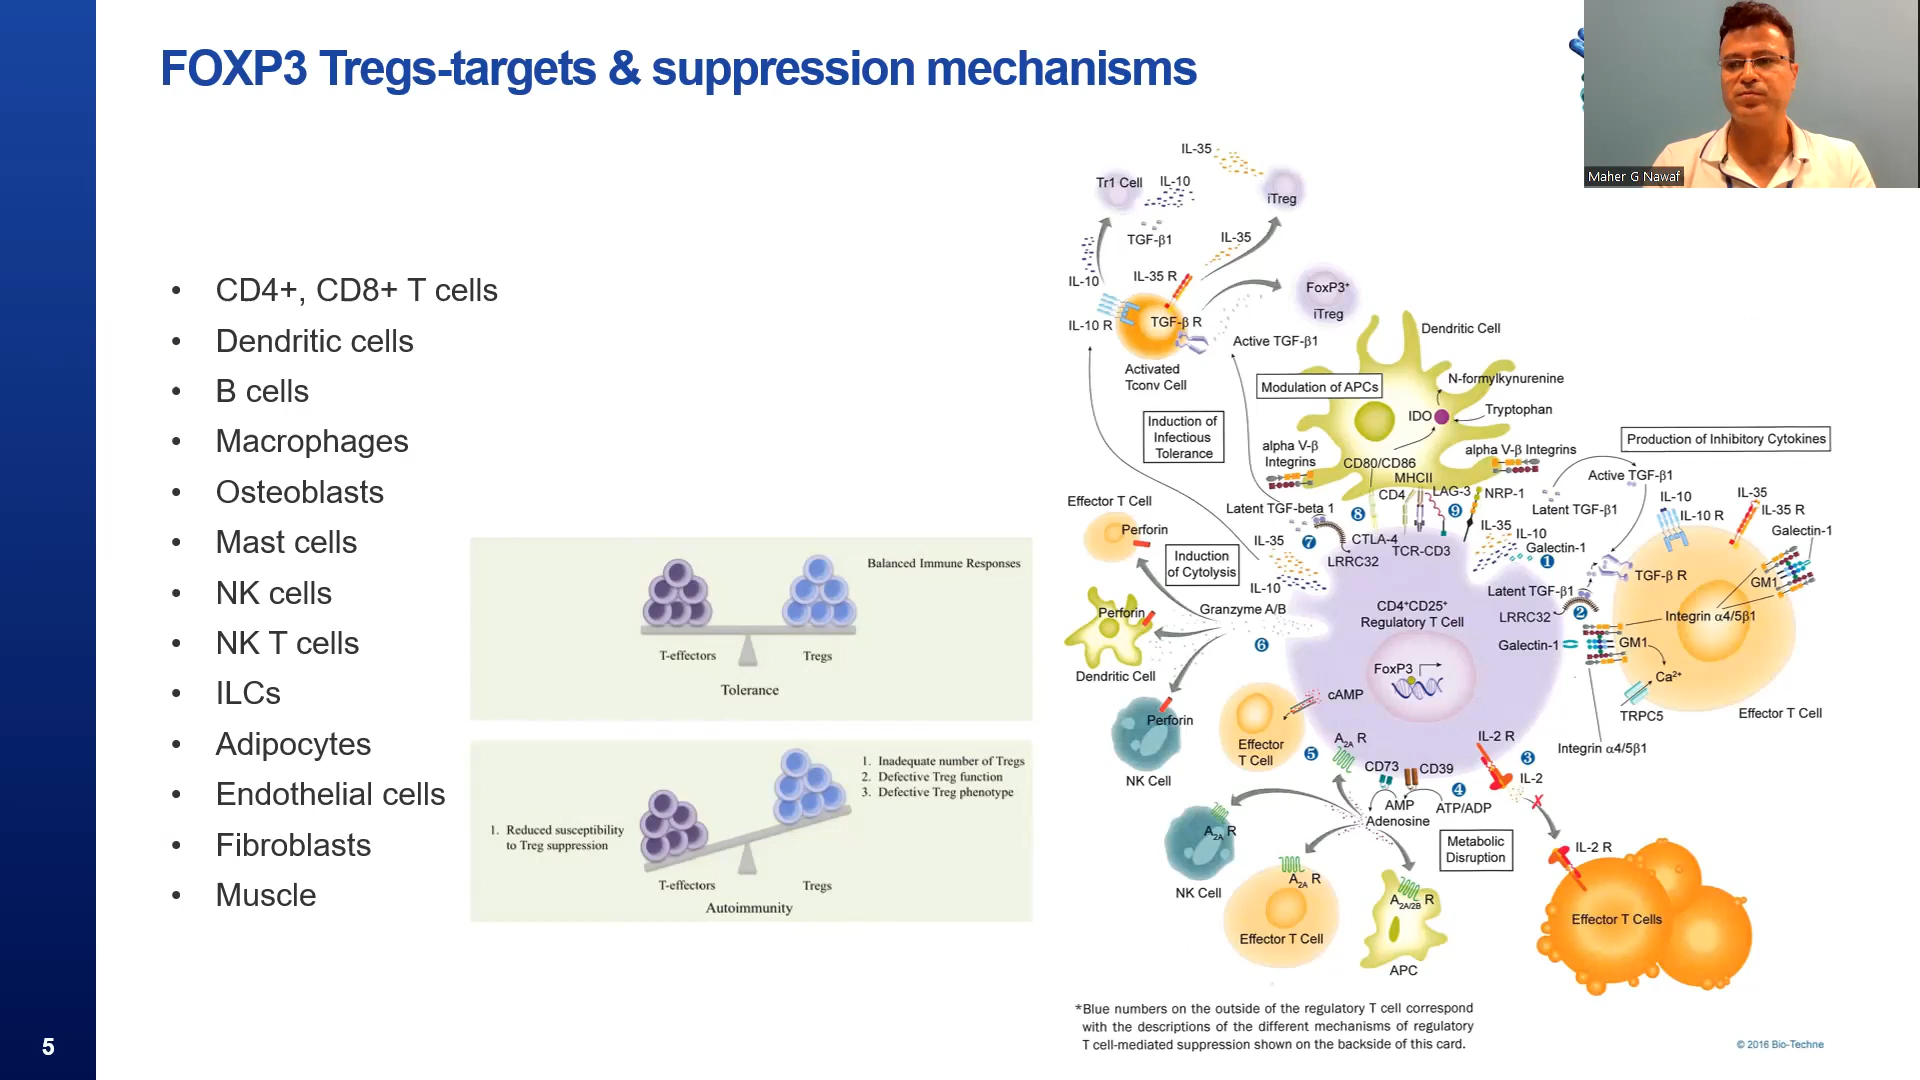 FOXP3 Tregs-targets & suppression mechanisms
Maher G Nawaf
• CD4+, CD8+ T cells
• Dendritic cells
• B cells
• Macrophages
• Osteoblasts
• Mast cells
• NK cells
• NK T cells
• ILCs
• Adipocytes
• Endothelial cells
• Fibroblasts
• Muscle
Balanced Immune Responses
T-effectors
Tregs
Tolerance
1. Inadequate number of Tregs
2. Defective Treg function
3. Defective Treg phenotype
1. Reduced susceptibility
to Treg suppression
T-effectors
Tregs
Autoimmunity
IL-35
Tr1 Cell
IL-10
iTreg
TGF-β1
IL-35
IL-10
IL-35 R
FoxP3⁺
iTreg
IL-10 R
TGF-β R
Active TGF-β1
Activated
Tconv Cell
Dendritic Cell
Modulation of APCs
N-formylkynurenine
IDO
Tryptophan
Induction of
Infectious
Tolerance
alpha V-β
Integrins
CD80/CD86
MHCII
alpha V-β Integrins
Production of Inhibitory Cytokines
Active TGF-β1
CD4
LAG-3
NRP-1
Effector T Cell
Perforin
Latent TGF-beta 1
8
9
Latent TGF-β1
IL-10
IL-10 R
IL-35
IL-35 R
Galectin-1
IL-35
7
CTLA-4
TCR-CD3
LRRC32
IL-35
IL-10
Galectin-1
1
Induction
of Cytolysis
IL-10
TGF-β R
GM1
Latent TGF-β1
Perforin
Granzyme A/B
CD4⁺CD25⁺
Regulatory T Cell
LRRC32
2
Integrin α4/5β1
6
Galectin-1
GM1
Dendritic Cell
FoxP3
Ca²⁺
cAMP
TRPC5
Effector T Cell
Perforin
NK Cell
Effector
T Cell
5
A₂A R
IL-2 R
Integrin α4/5β1
3
CD73
CD39
IL-2
4
AMP
ATP/ADP
Adenosine
A₂A R
NK Cell
Metabolic
Disruption
IL-2 R
A₂A R
Effector T Cell
A₂A/₂B R
APC
Effector T Cells
*Blue numbers on the outside of the regulatory T cell correspond
with the descriptions of the different mechanisms of regulatory
T cell-mediated suppression shown on the backside of this card.
© 2016 Bio-Techne
5